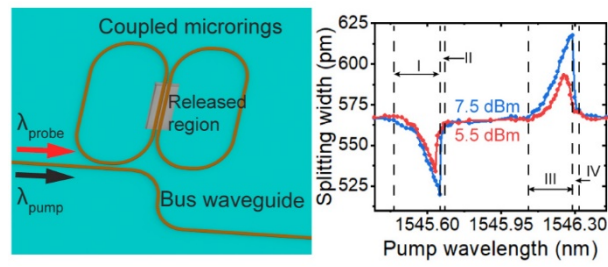 Coupled microrings
Released
region
λprobe
λpump
Bus waveguide
Splitting width (pm)
625
600
575
550
525
I
II
III
IV
7.5 dBm
5.5 dBm
1545.60
1545.95
1546.30
Pump wavelength (nm)